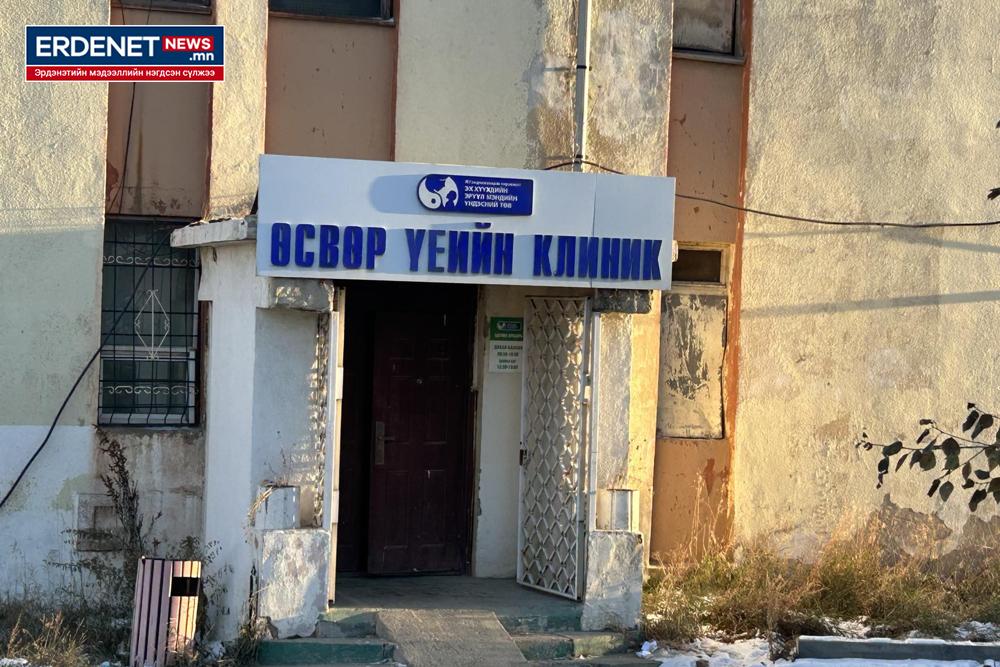 ERDENET NEWS
.mn
Эрдэнэтийн мэдээллийн нэгдсэн сүлжээ
ЭХ ХҮҮХДИЙН
ЭРҮҮЛ МЭНДИЙН
ҮНДЭСНИЙ ТӨВ
ӨСВӨР ҮЕИЙН КЛИНИК